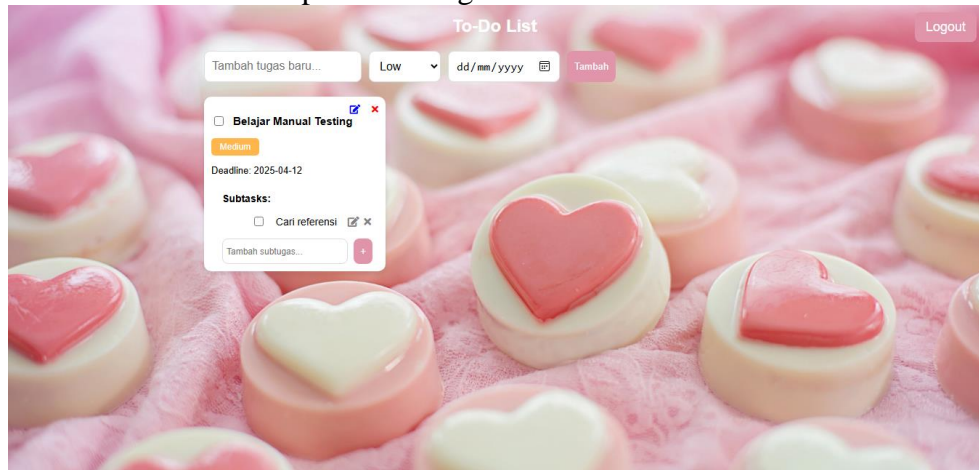 To-Do List
Logout
Tambah tugas baru...
Low
dd/mm/yyyy
Tambah
Belajar Manual Testing
Medium
Deadline: 2025-04-12
Subtasks:
Cari referensi
Tambah subtugas...
+